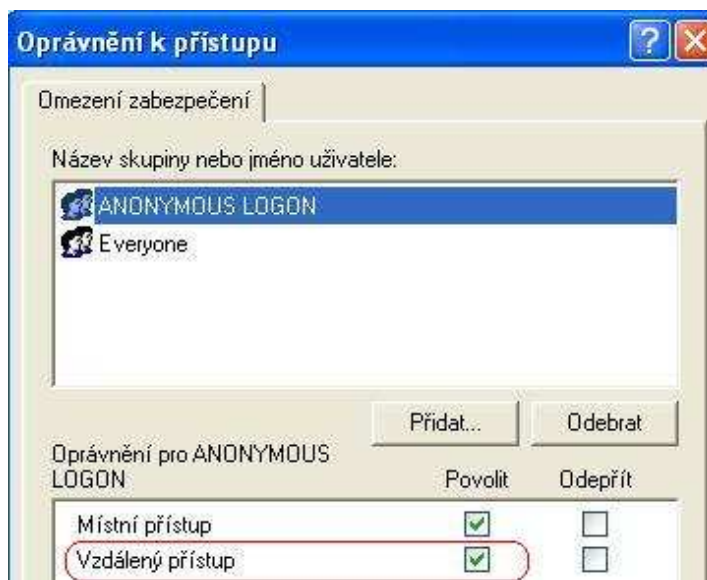 Oprávnění k přístupu
Omezení zabezpečení
Název skupiny nebo jméno uživatele:
ANONYMOUS LOGON
Everyone
Přidat... Odebrat
Oprávnění pro ANONYMOUS
LOGON Povolit Odepřít
Místní přístup
Vzdálený přístup